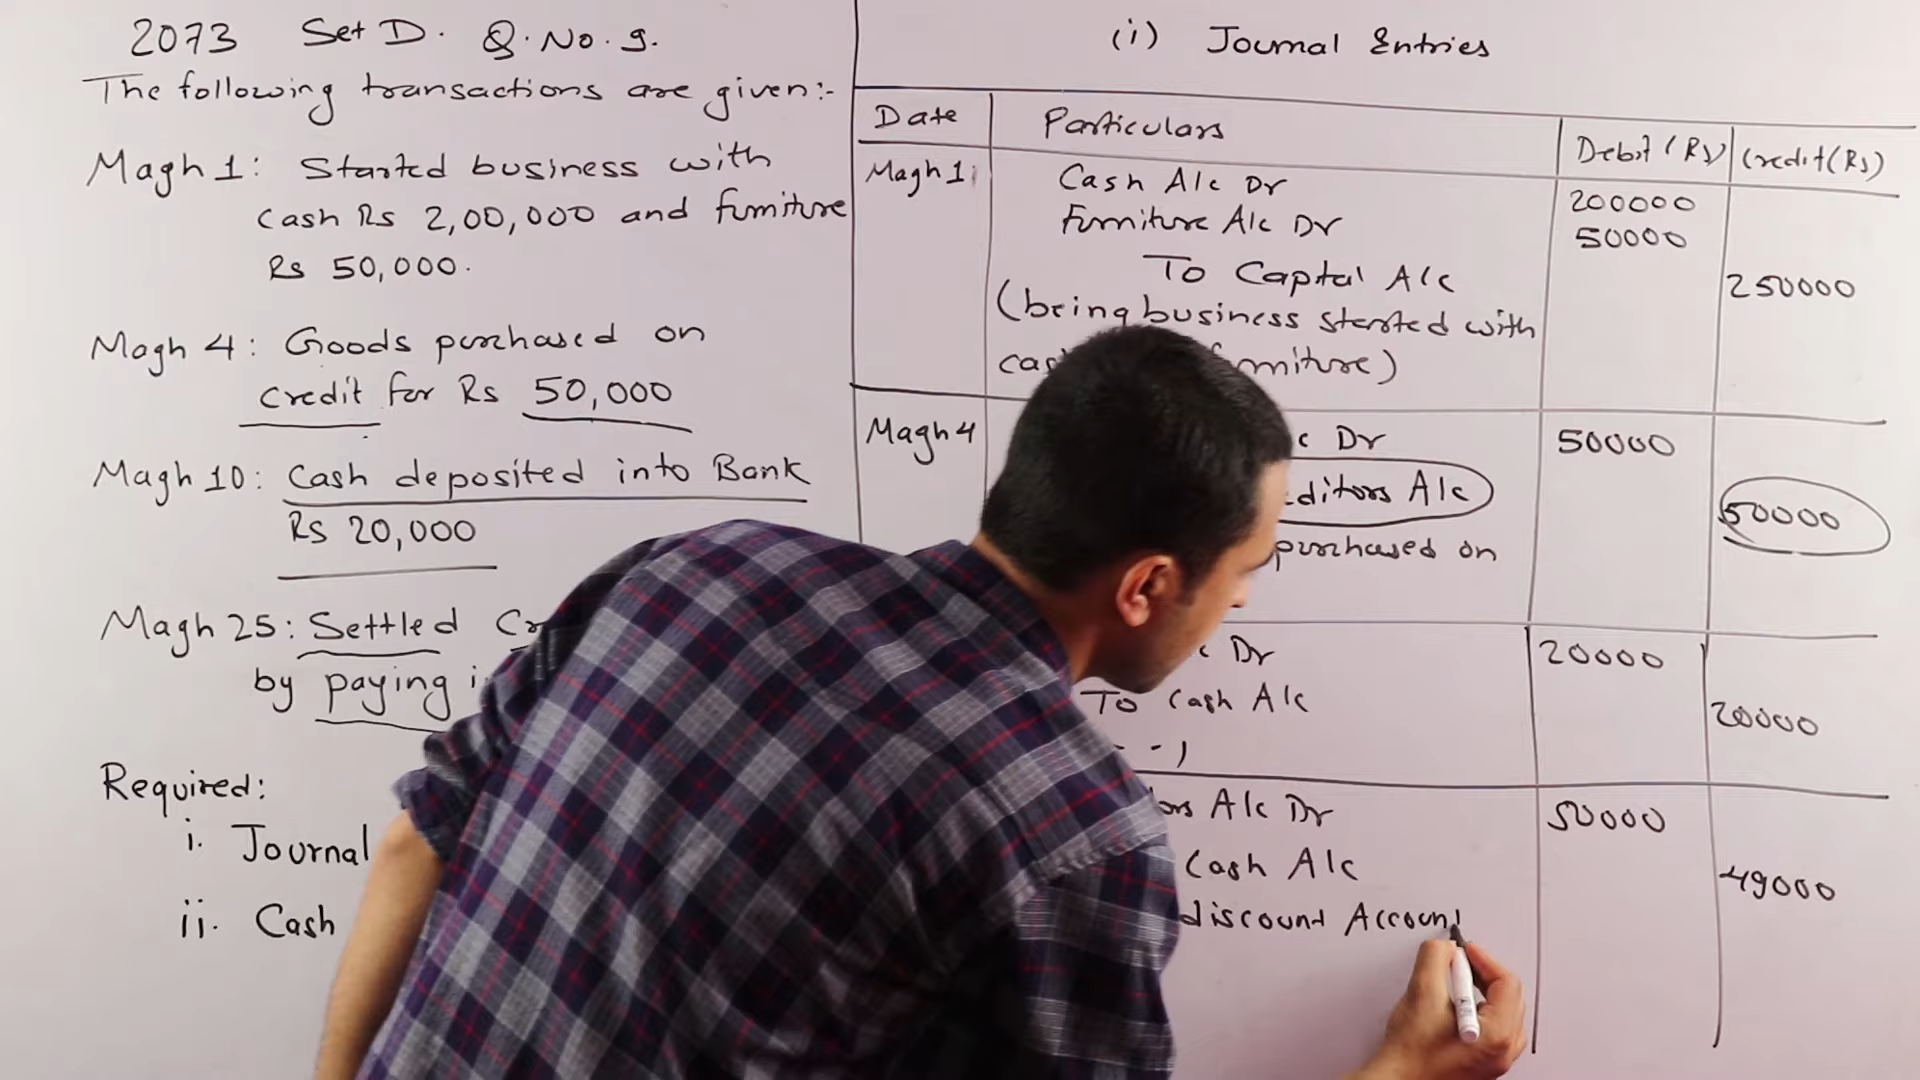 2073 Set D. Q. No. 9.
The following transactions are given:-
Magh 1: Started business with
cash Rs 2,00,000 and furniture
Rs 50,000.
Magh 4: Goods purchased on
credit for Rs 50,000
Magh 10: Cash deposited into Bank
Rs 20,000
Magh 25: Settled
by paying
Required:
i. Journal
ii. Cash
(i) Journal Entries
Date Particulars Debit (Rs) Credit (Rs)
Magh 1 Cash A/c Dr 200000
Furniture A/c Dr 50000
To Capital A/c 250000
(being business started with
Magh 4 Dr 50000
A/c 50000
purchased on
Dr 20000
To Cash A/c 20000
A/c Dr 50000
Cash A/c 49000
discount Account